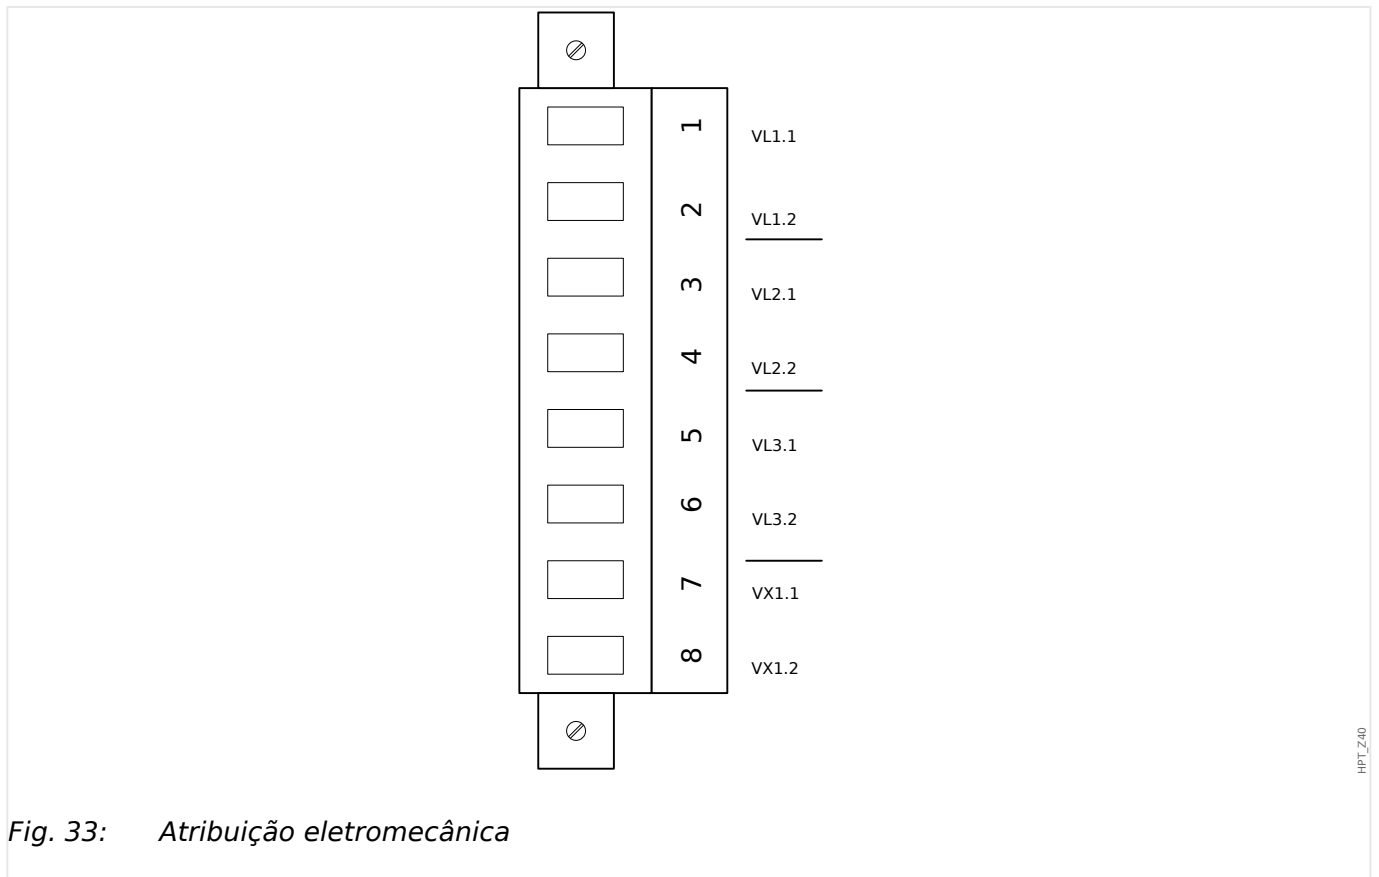 1 VL1.1
2 VL1.2
3 VL2.1
4 VL2.2
5 VL3.1
6 VL3.2
7 VX1.1
8 VX1.2
HPT_Z40
Fig. 33: Atribuição eletromecânica